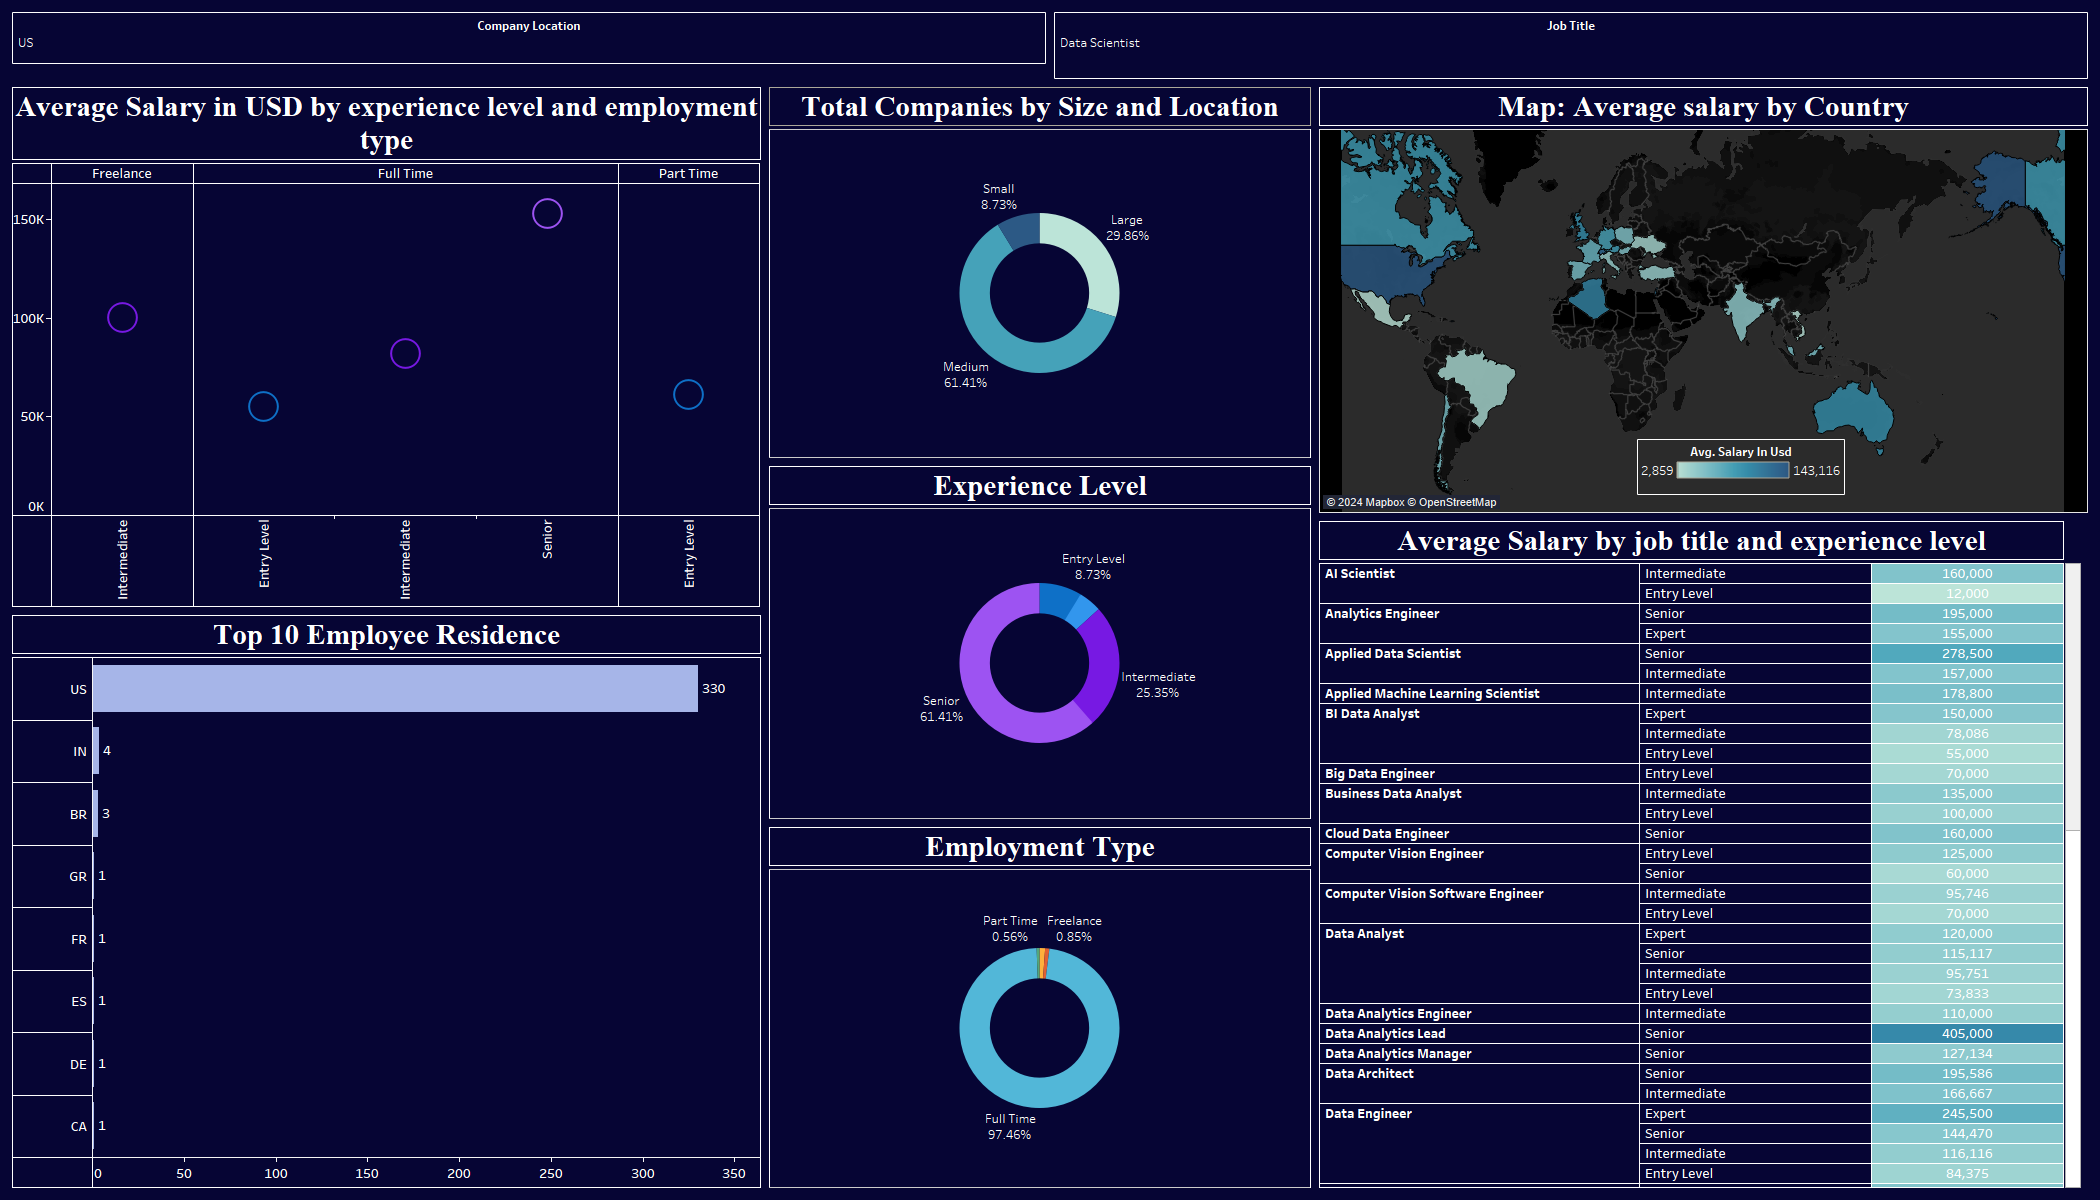 Company Location
US
Job Title
Data Scientist
Average Salary in USD by experience level and employment
type
Freelance
Full Time
Part Time
150K
100K
50K
0K
Intermediate
Entry Level
Intermediate
Senior
Entry Level
Top 10 Employee Residence
US 330
IN 4
BR 3
GR 1
FR 1
ES 1
DE 1
CA 1
0 50 100 150 200 250 300 350
Total Companies by Size and Location
Small
8.73%
Large
29.86%
Medium
61.41%
Experience Level
Entry Level
8.73%
Intermediate
25.35%
Senior
61.41%
Employment Type
Part Time
0.56%
Freelance
0.85%
Full Time
97.46%
Map: Average salary by Country
Avg. Salary In Usd
2,859 143,116
© 2024 Mapbox © OpenStreetMap
Average Salary by job title and experience level
AI Scientist Intermediate 160,000
Entry Level 12,000
Analytics Engineer Senior 195,000
Expert 155,000
Applied Data Scientist Senior 278,500
Intermediate 157,000
Applied Machine Learning Scientist Intermediate 178,800
BI Data Analyst Expert 150,000
Intermediate 78,086
Entry Level 55,000
Big Data Engineer Entry Level 70,000
Business Data Analyst Intermediate 135,000
Entry Level 100,000
Cloud Data Engineer Senior 160,000
Computer Vision Engineer Entry Level 125,000
Senior 60,000
Computer Vision Software Engineer Intermediate 95,746
Entry Level 70,000
Data Analyst Expert 120,000
Senior 115,117
Intermediate 95,751
Entry Level 73,833
Data Analytics Engineer Intermediate 110,000
Data Analytics Lead Senior 405,000
Data Analytics Manager Senior 127,134
Data Architect Senior 195,586
Intermediate 166,667
Data Engineer Expert 245,500
Senior 144,470
Intermediate 116,116
Entry Level 84,375